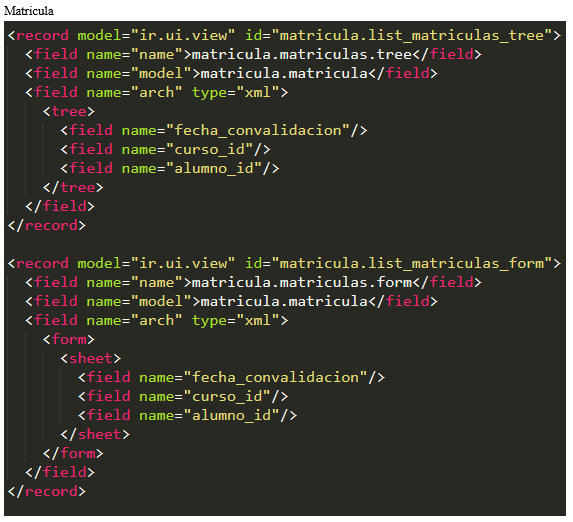 Matricula
<record model="ir.ui.view" id="matricula.list_matriculas_tree">
  <field name="name">matricula.matriculas.tree</field>
  <field name="model">matricula.matricula</field>
  <field name="arch" type="xml">
    <tree>
      <field name="fecha_convalidacion"/>
      <field name="curso_id"/>
      <field name="alumno_id"/>
    </tree>
  </field>
</record>
<record model="ir.ui.view" id="matricula.list_matriculas_form">
  <field name="name">matricula.matriculas.form</field>
  <field name="model">matricula.matricula</field>
  <field name="arch" type="xml">
    <form>
      <sheet>
        <field name="fecha_convalidacion"/>
        <field name="curso_id"/>
        <field name="alumno_id"/>
      </sheet>
    </form>
  </field>
</record>